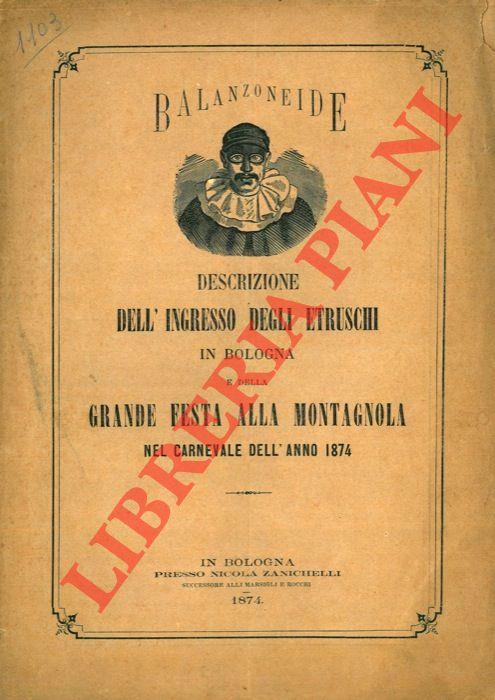 1103
BALANZONEIDE
DESCRIZIONE
DELL' INGRESSO DEGLI ETRUSCHI
IN BOLOGNA
E DELLA
GRANDE FESTA ALLA MONTAGNOLA
NEL CARNEVALE DELL' ANNO 1874
IN BOLOGNA
PRESSO NICOLA ZANICHELLI
SUCCESSORE ALLI MARSIGLI E ROCCHI
1874.
LIBRERIA PIANI